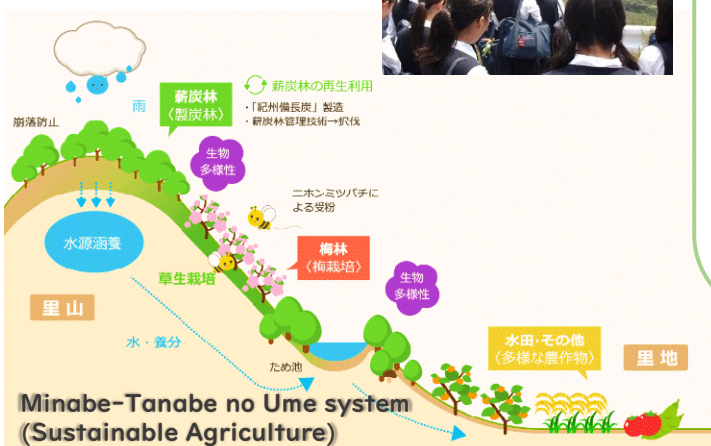 雨
薪炭林
〈製炭林〉
薪炭林の再生利用
・「紀州備長炭」製造
・薪炭林管理技術→択伐
崩落防止
生物
多様性
ニホンミツバチに
よる受粉
水源涵養
梅林
〈梅栽培〉
草生栽培
生物
多様性
里山
水・養分
ため池
水田・その他
〈多様な農作物〉
里地
Minabe-Tanabe no Ume system
(Sustainable Agriculture)